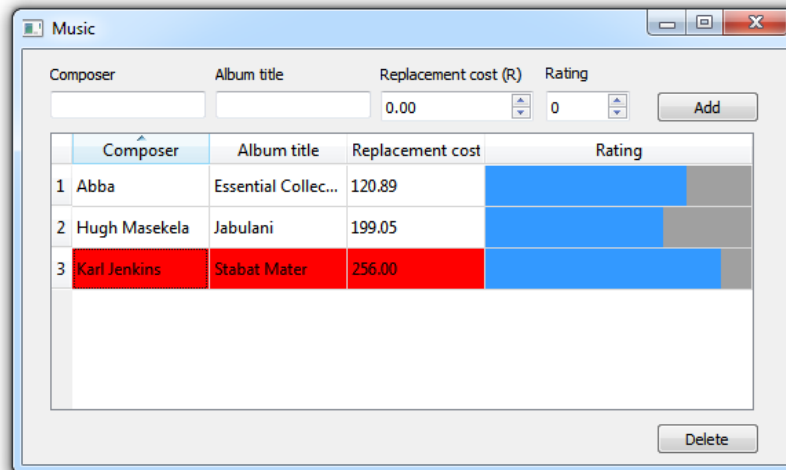 Music
Composer Album title Replacement cost (R) Rating
0.00 0 Add
Composer Album title Replacement cost Rating
1 Abba Essential Collec... 120.89
2 Hugh Masekela Jabulani 199.05
3 Karl Jenkins Stabat Mater 256.00
Delete